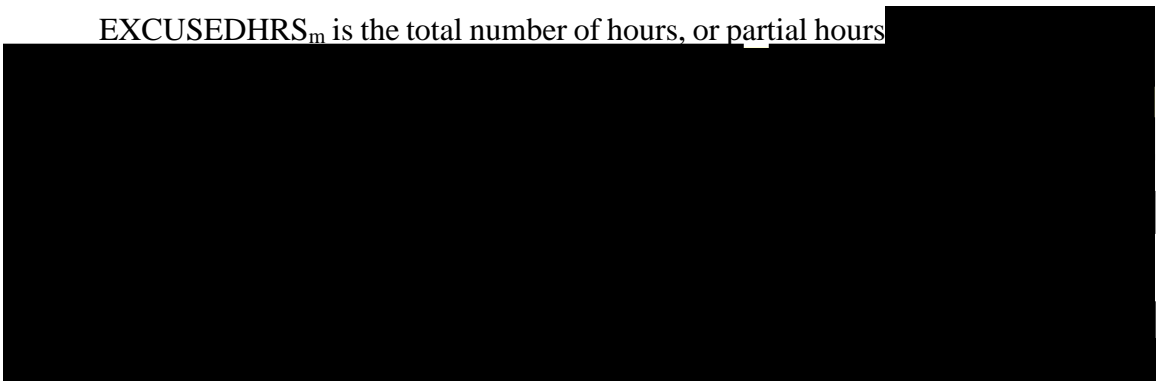 EXCUSEDHRSₘ is the total number of hours, or partial hours